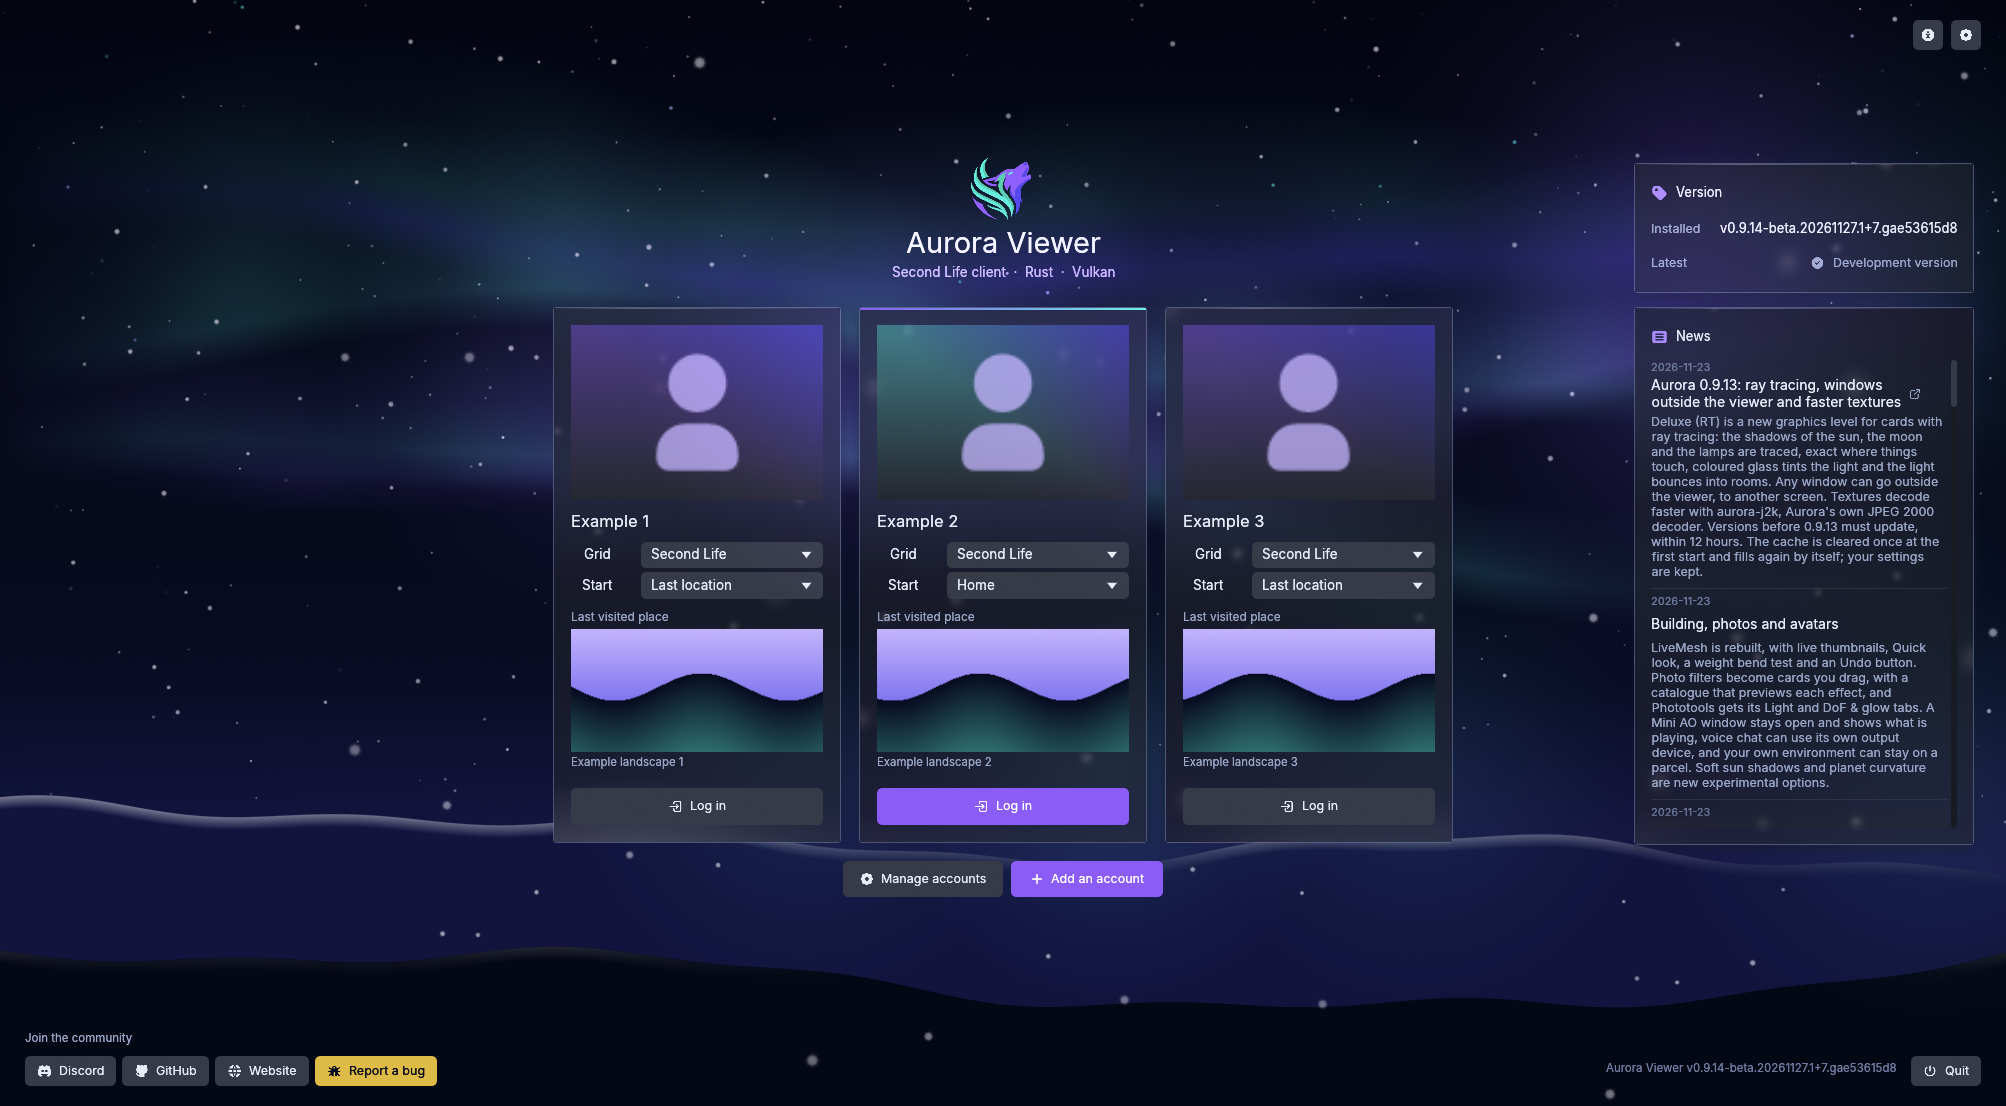 Aurora Viewer
Second Life client · Rust · Vulkan
Example 1
Grid
Second Life
Start
Last location
Last visited place
Example landscape 1
Log in
Example 2
Grid
Second Life
Start
Home
Last visited place
Example landscape 2
Log in
Example 3
Grid
Second Life
Start
Last location
Last visited place
Example landscape 3
Log in
Manage accounts
Add an account
Version
Installed v0.9.14-beta.20261127.1+7.gae53615d8
Latest Development version
News
2026-11-23
Aurora 0.9.13: ray tracing, windows
outside the viewer and faster textures
Deluxe (RT) is a new graphics level for cards with
ray tracing: the shadows of the sun, the moon
and the lamps are traced, exact where things
touch, coloured glass tints the light and the light
bounces into rooms. Any window can go outside
the viewer, to another screen. Textures decode
faster with aurora-j2k, Aurora's own JPEG 2000
decoder. Versions before 0.9.13 must update,
within 12 hours. The cache is cleared once at the
first start and fills again by itself; your settings
are kept.
2026-11-23
Building, photos and avatars
LiveMesh is rebuilt, with live thumbnails, Quick
look, a weight bend test and an Undo button.
Photo filters become cards you drag, with a
catalogue that previews each effect, and
Phototools gets its Light and DoF & glow tabs. A
Mini AO window stays open and shows what is
playing, voice chat can use its own output
device, and your own environment can stay on a
parcel. Soft sun shadows and planet curvature
are new experimental options.
2026-11-23
Join the community
Discord
GitHub
Website
Report a bug
Aurora Viewer v0.9.14-beta.20261127.1+7.gae53615d8
Quit